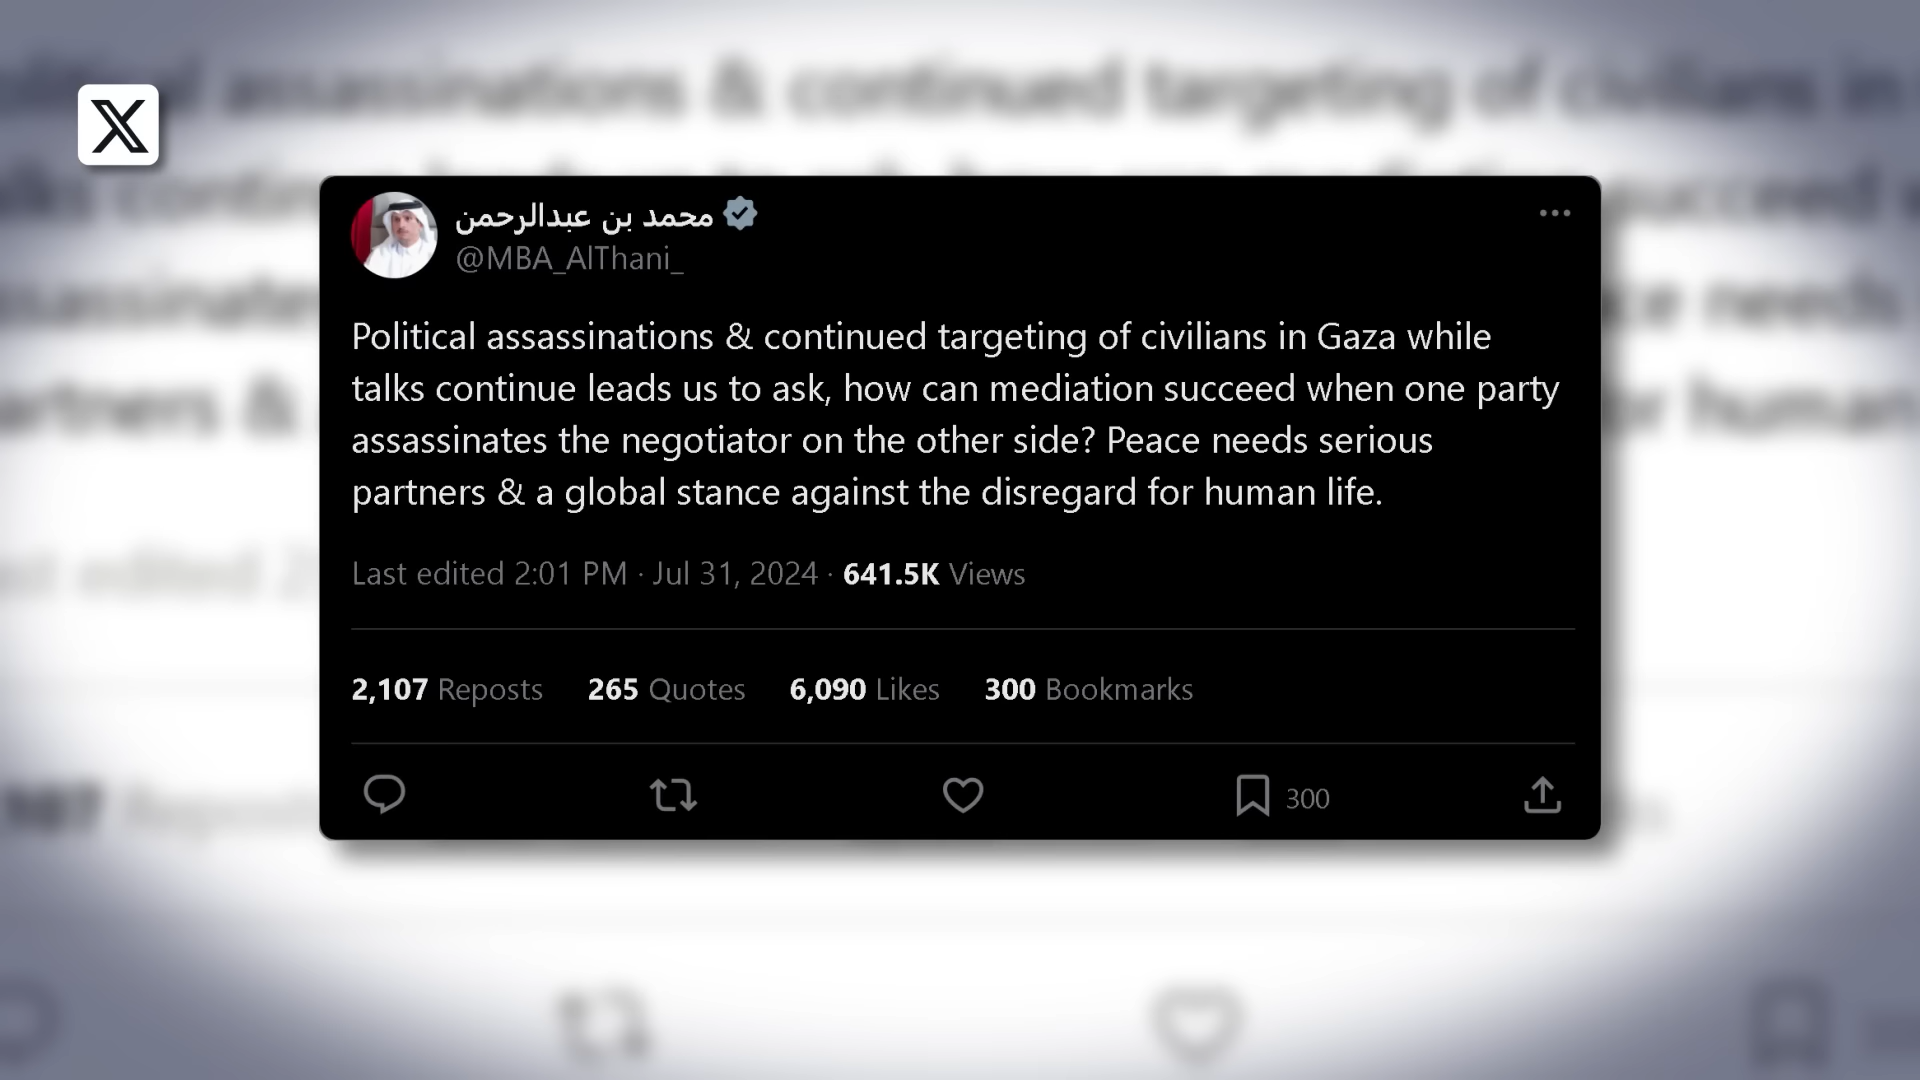 محمد بن عبدالرحمن
@MBA_AlThani_
Political assassinations & continued targeting of civilians in Gaza while
talks continue leads us to ask, how can mediation succeed when one party
assassinates the negotiator on the other side? Peace needs serious
partners & a global stance against the disregard for human life.
Last edited 2:01 PM · Jul 31, 2024 · 641.5K Views
2,107 Reposts 265 Quotes 6,090 Likes 300 Bookmarks
300